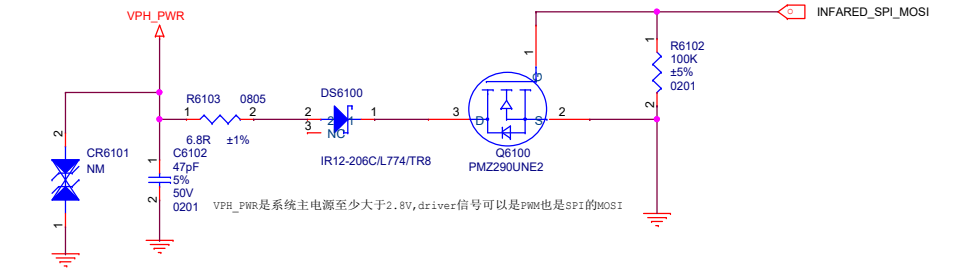 VPH_PWR
INFARED_SPI_MOSI
1
G
R6102
100K
±5%
0201
1
2
R6103 0805
1 2
6.8R ±1%
DS6100
2 1
3 2 1
NC
IR12-206C/L774/TR8
3 D S 2
Q6100
PMZ290UNE2
2
CR6101
NM
1
1
C6102
47pF
5%
50V
0201
2
VPH_PWR是系统主电源至少大于2.8V,driver信号可以是PWM也是SPI的MOSI